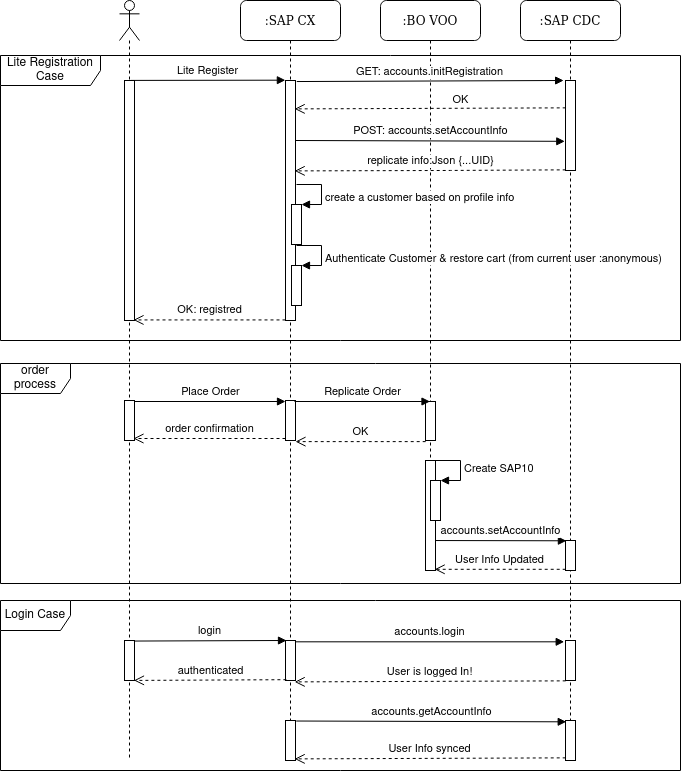 :SAP CX
:BO VOO
:SAP CDC
Lite Registration
Case
Lite Register
GET: accounts.initRegistration
OK
POST: accounts.setAccountInfo
replicate info:Json {...UID}
create a customer based on profile info
Authenticate Customer & restore cart (from current user :anonymous)
OK: registred
order
process
Place Order
Replicate Order
order confirmation
OK
Create SAP10
accounts.setAccountInfo
User Info Updated
Login Case
login
accounts.login
authenticated
User is logged In!
accounts.getAccountInfo
User Info synced